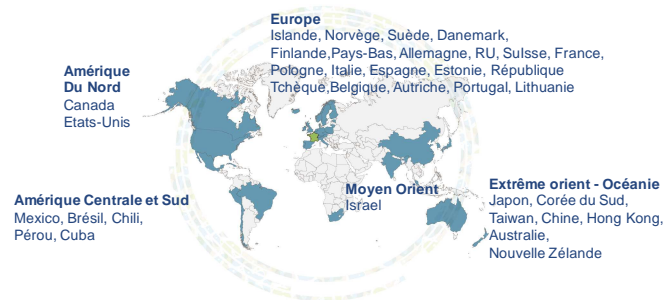 Europe
Islande, Norvège, Suède, Danemark,
Finlande,Pays-Bas, Allemagne, RU, SuIsse, France,
Pologne, Italie, Espagne, Estonie, République
Tchèque,Belgique, Autriche, Portugal, Lithuanie
Amérique
Du Nord
Canada
Etats-Unis
Amérique Centrale et Sud
Mexico, Brésil, Chili,
Pérou, Cuba
Moyen Orient
Israel
Extrême orient - Océanie
Japon, Corée du Sud,
Taiwan, Chine, Hong Kong,
Australie,
Nouvelle Zélande